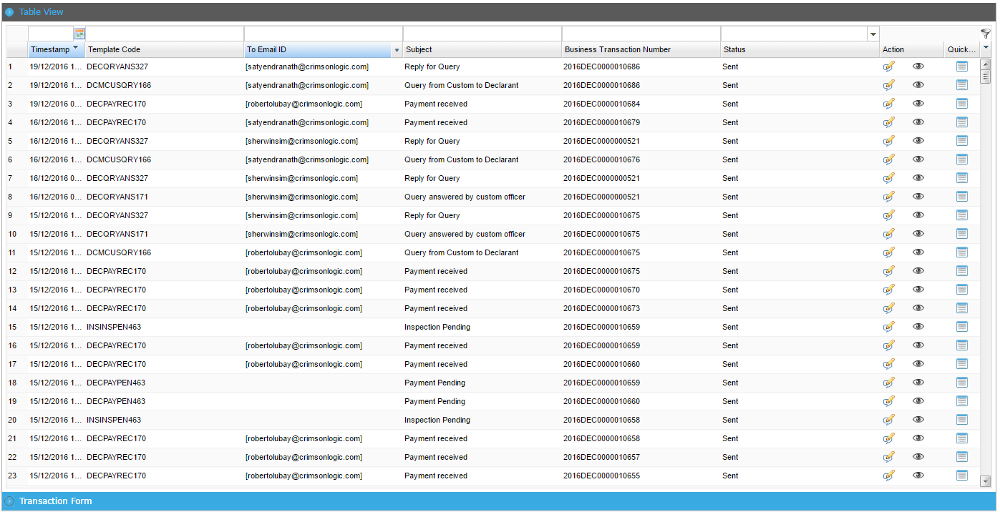 Table View
Timestamp Template Code To Email ID Subject Business Transaction Number Status Action Quick...
1 19/12/2016 1... DECQRYANS327 [satyendranath@crimsonlogic.com] Reply for Query 2016DEC0000010686 Sent
2 19/12/2016 1... DCMCUSQRY166 [satyendranath@crimsonlogic.com] Query from Custom to Declarant 2016DEC0000010686 Sent
3 19/12/2016 0... DECPAYREC170 [robertolubay@crimsonlogic.com] Payment received 2016DEC0000010684 Sent
4 16/12/2016 1... DECPAYREC170 [satyendranath@crimsonlogic.com] Payment received 2016DEC0000010679 Sent
5 16/12/2016 1... DECQRYANS327 [sherwinsim@crimsonlogic.com] Reply for Query 2016DEC0000000521 Sent
6 16/12/2016 1... DCMCUSQRY166 [satyendranath@crimsonlogic.com] Query from Custom to Declarant 2016DEC0000010676 Sent
7 16/12/2016 0... DECQRYANS327 [sherwinsim@crimsonlogic.com] Reply for Query 2016DEC0000000521 Sent
8 16/12/2016 0... DECQRYANS171 [sherwinsim@crimsonlogic.com] Query answered by custom officer 2016DEC0000000521 Sent
9 15/12/2016 1... DECQRYANS327 [sherwinsim@crimsonlogic.com] Reply for Query 2016DEC0000010675 Sent
10 15/12/2016 1... DECQRYANS171 [sherwinsim@crimsonlogic.com] Query answered by custom officer 2016DEC0000010675 Sent
11 15/12/2016 1... DCMCUSQRY166 [robertolubay@crimsonlogic.com] Query from Custom to Declarant 2016DEC0000010675 Sent
12 15/12/2016 1... DECPAYREC170 [robertolubay@crimsonlogic.com] Payment received 2016DEC0000010675 Sent
13 15/12/2016 1... DECPAYREC170 [robertolubay@crimsonlogic.com] Payment received 2016DEC0000010670 Sent
14 15/12/2016 1... DECPAYREC170 [robertolubay@crimsonlogic.com] Payment received 2016DEC0000010673 Sent
15 15/12/2016 1... INSINSPEN463 Inspection Pending 2016DEC0000010659 Sent
16 15/12/2016 1... DECPAYREC170 [robertolubay@crimsonlogic.com] Payment received 2016DEC0000010659 Sent
17 15/12/2016 1... DECPAYREC170 [robertolubay@crimsonlogic.com] Payment received 2016DEC0000010660 Sent
18 15/12/2016 1... DECPAYPEN463 Payment Pending 2016DEC0000010659 Sent
19 15/12/2016 1... DECPAYPEN463 Payment Pending 2016DEC0000010660 Sent
20 15/12/2016 1... INSINSPEN463 Inspection Pending 2016DEC0000010658 Sent
21 15/12/2016 1... DECPAYREC170 [robertolubay@crimsonlogic.com] Payment received 2016DEC0000010658 Sent
22 15/12/2016 1... DECPAYREC170 [robertolubay@crimsonlogic.com] Payment received 2016DEC0000010657 Sent
23 15/12/2016 1... DECPAYREC170 [robertolubay@crimsonlogic.com] Payment received 2016DEC0000010655 Sent
Transaction Form